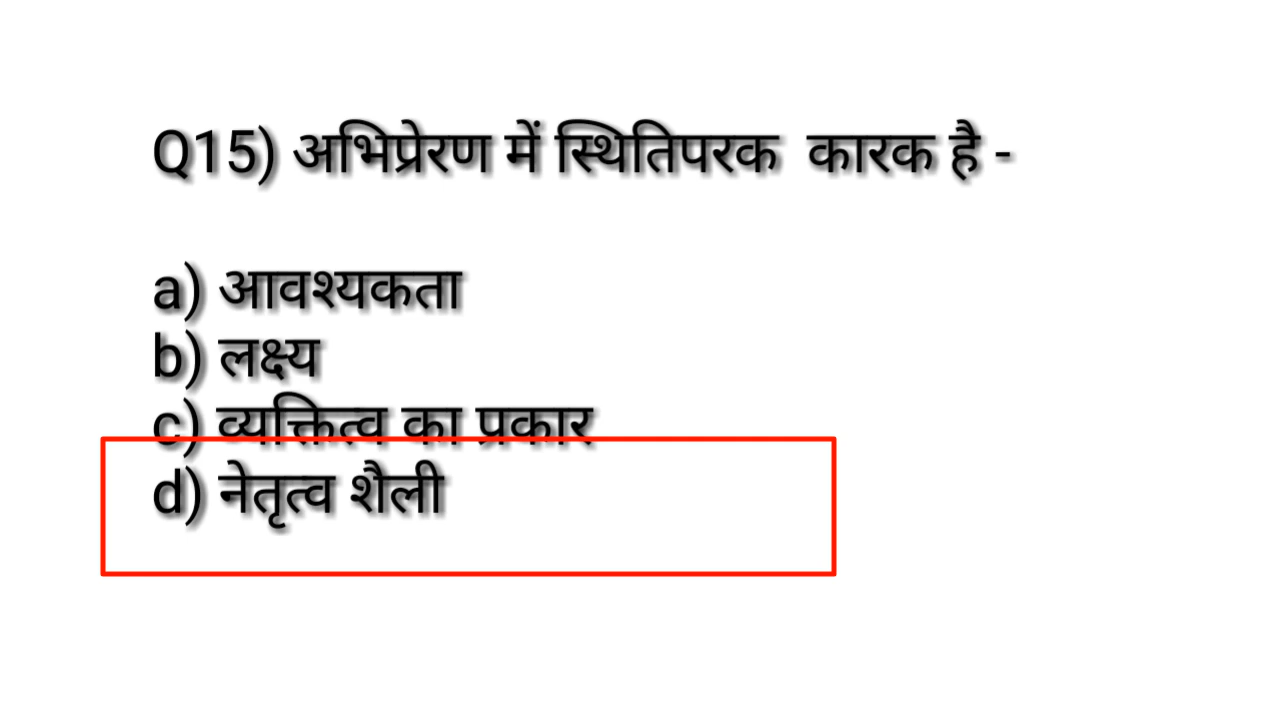 Q15) अभिप्रेरण में स्थितिपरक कारक है -
a) आवश्यकता
b) लक्ष्य
c) व्यक्तित्व का प्रकार
d) नेतृत्व शैली